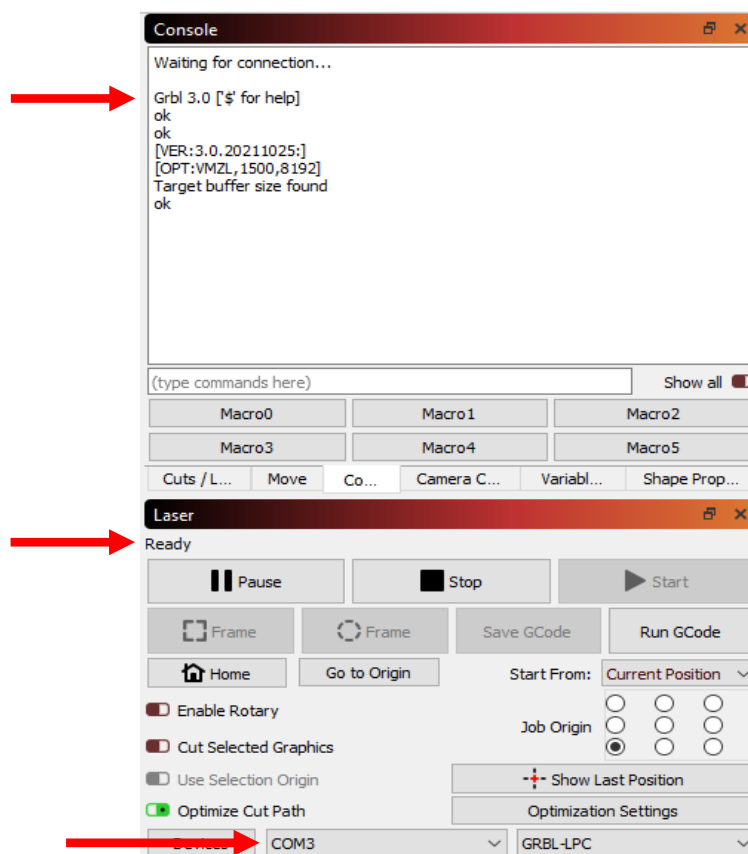 Console
Waiting for connection...
Grbl 3.0 ['$' for help]
ok
ok
[VER:3.0.20211025:]
[OPT:VMZL,1500,8192]
Target buffer size found
ok
(type commands here) Show all
Macro0 Macro1 Macro2
Macro3 Macro4 Macro5
Cuts / L... Move Co... Camera C... Variabl... Shape Prop...
Laser
Ready
Pause Stop Start
Frame Frame Save GCode Run GCode
Home Go to Origin Start From: Current Position
Enable Rotary
Job Origin
Cut Selected Graphics
Use Selection Origin Show Last Position
Optimize Cut Path Optimization Settings
Devices COM3 GRBL-LPC